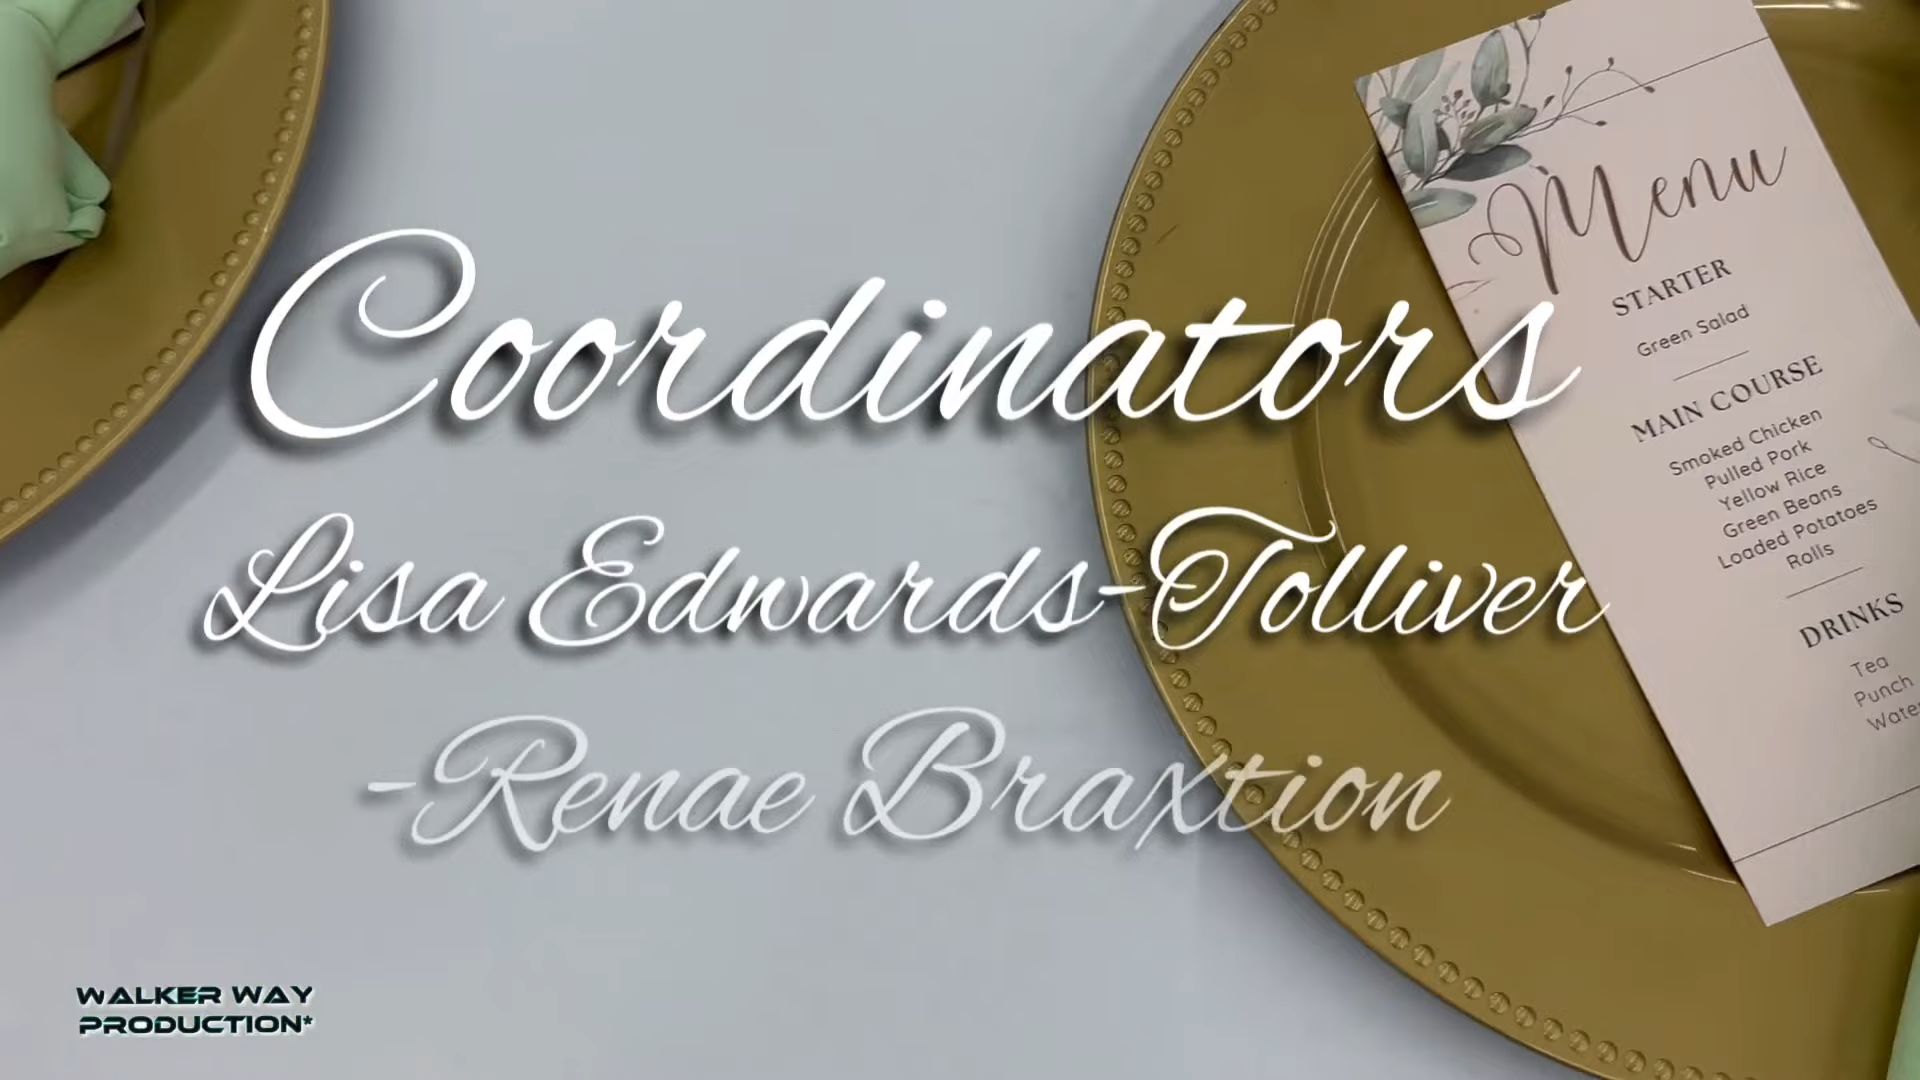 Coordinators
Lisa Edwards-Tolliver
-Renae Braxtion
Menu
STARTER
Green Salad
MAIN COURSE
Smoked Chicken
Pulled Pork
Yellow Rice
Green Beans
Loaded Potatoes
Rolls
DRINKS
Tea
Punch
Water
WALKER WAY
PRODUCTION*